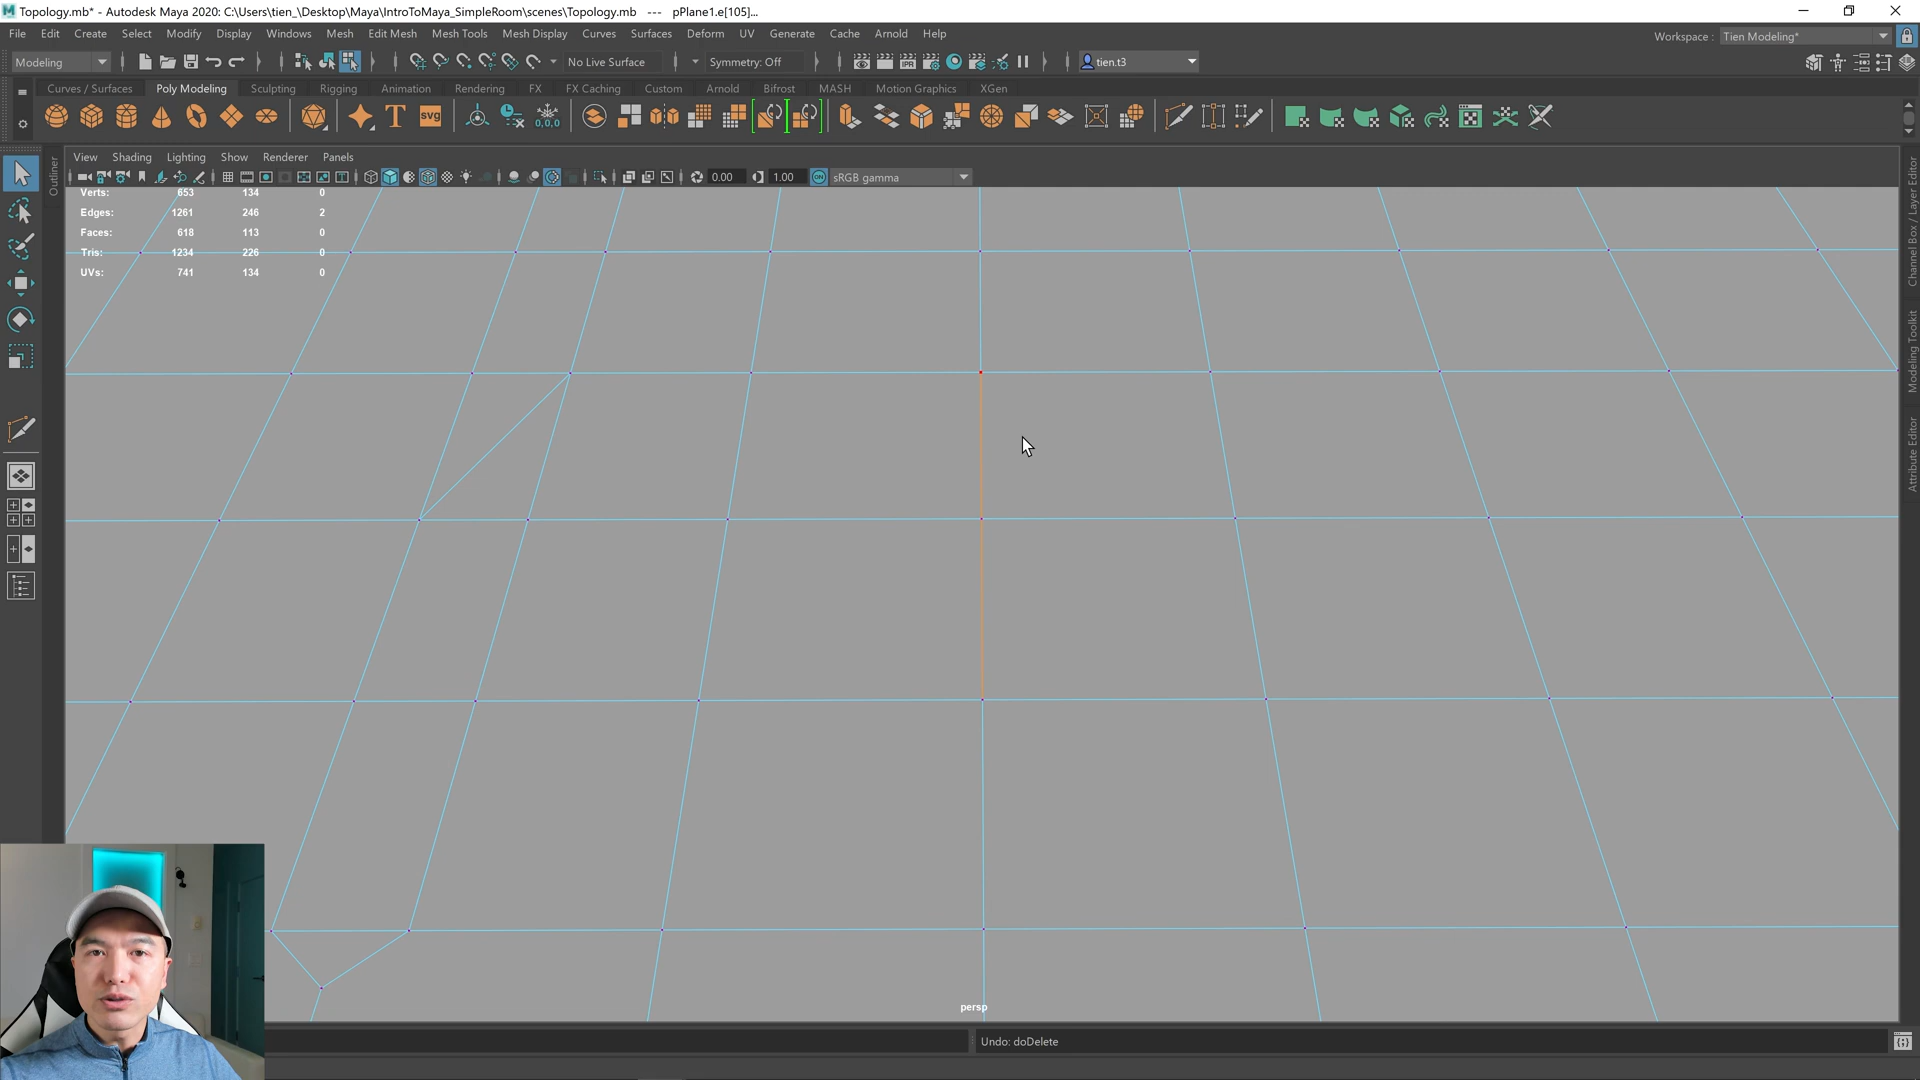 Topology.mb* - Autodesk Maya 2020: C:\Users\tien_\Desktop\Maya\IntroToMaya_SimpleRoom\scenes\Topology.mb --- pPlane1.e[105]...
File Edit Create Select Modify Display Windows Mesh Edit Mesh Mesh Tools Mesh Display Curves Surfaces Deform UV Generate Cache Arnold Help
Workspace : Tien Modeling*
Modeling
No Live Surface
Symmetry: Off
tien.t3
Curves / Surfaces Poly Modeling Sculpting Rigging Animation Rendering FX FX Caching Custom Arnold Bifrost MASH Motion Graphics XGen
T
svg
0,0,0
View Shading Lighting Show Renderer Panels
0.00
1.00
ON
sRGB gamma
Outliner
Channel Box / Layer Editor
Modeling Toolkit
Attribute Editor
Verts: 653 134 0
Edges: 1261 246 2
Faces: 618 113 0
Tris: 1234 226 0
UVs: 741 134 0
persp
Undo: doDelete